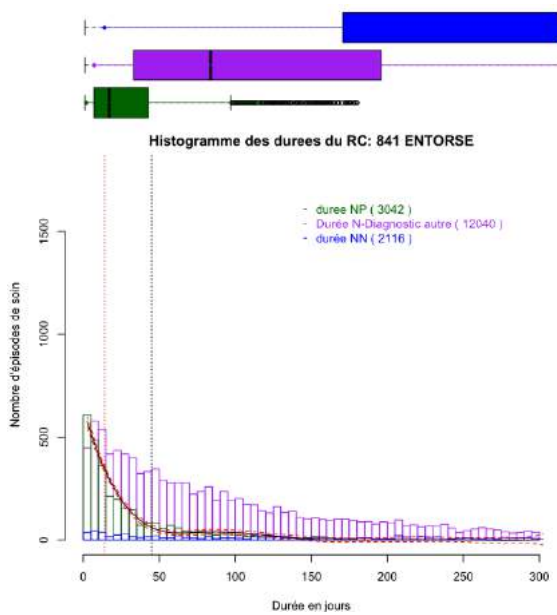 Histogramme des durees du RC: 841 ENTORSE
duree NP ( 3042 )
Durée N-Diagnostic autre ( 12040 )
durée NN ( 2116 )
Nombre d'épisodes de soin
1500
1000
500
0
0 50 100 150 200 250 300
Durée en jours